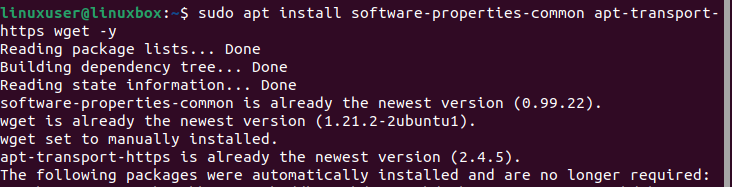 linuxuser@linuxbox:~$ sudo apt install software-properties-common apt-transport-
https wget -y
Reading package lists... Done
Building dependency tree... Done
Reading state information... Done
software-properties-common is already the newest version (0.99.22).
wget is already the newest version (1.21.2-2ubuntu1).
wget set to manually installed.
apt-transport-https is already the newest version (2.4.5).
The following packages were automatically installed and are no longer required: